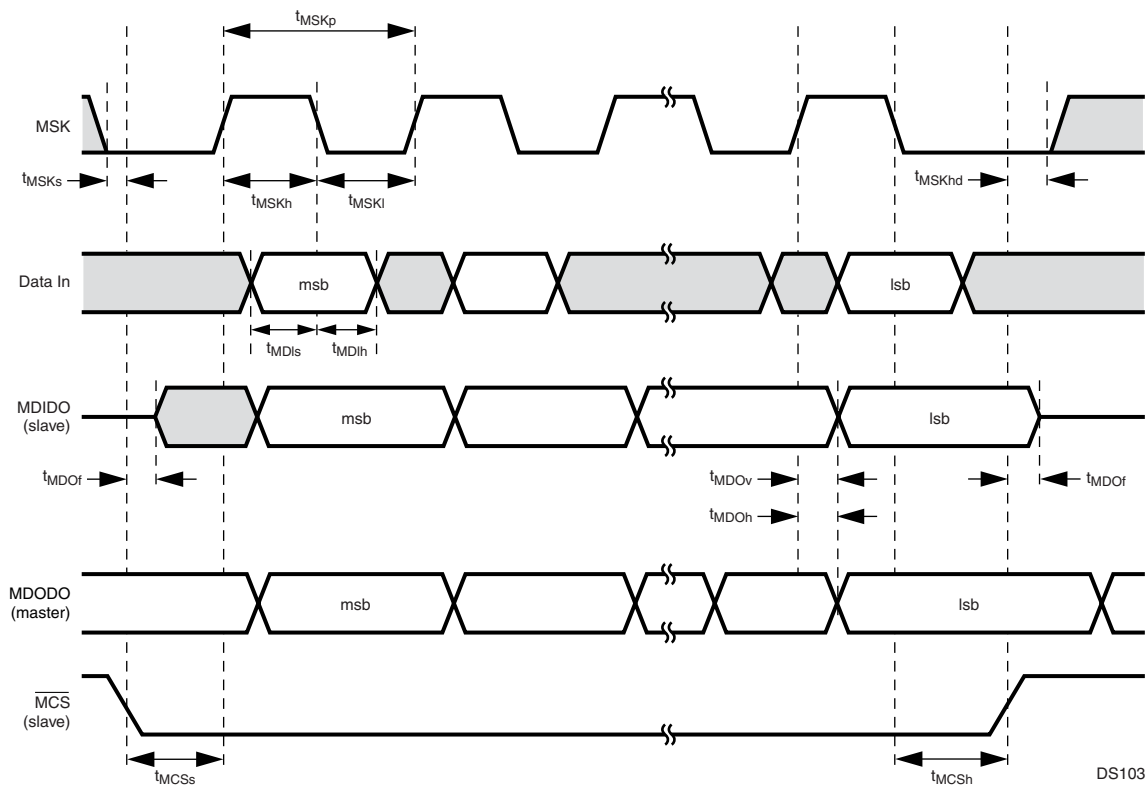 tMSKp
MSK
tMSKs
tMSKh
tMSKl
tMSKhd
Data In
msb
lsb
tMDIs
tMDIh
MDIDO
(slave)
msb
lsb
tMDOf
tMDOv
tMDOf
tMDOh
MDODO
(master)
msb
lsb
MCS
(slave)
tMCSs
tMCSh
DS103